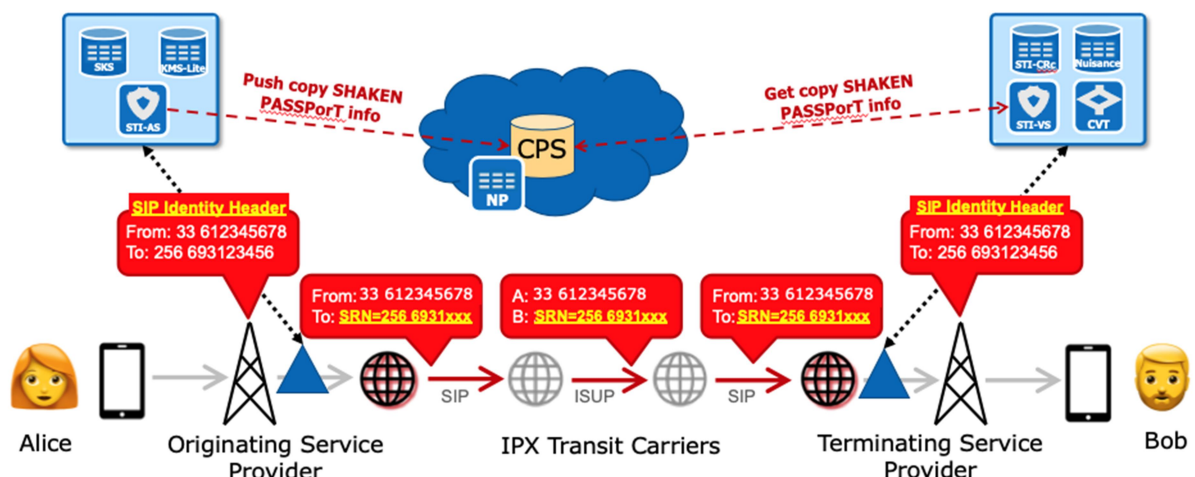 SKS
KMS-Lite
STI-AS
Push copy SHAKEN
PASSPorT info
CPS
NP
Get copy SHAKEN
PASSPorT info
STI-CRc
Nuisance
STI-VS
CVT
SIP Identity Header
From: 33 612345678
To: 256 693123456
SIP Identity Header
From: 33 612345678
To: 256 693123456
From: 33 612345678
To: SRN=256 6931xxx
A: 33 612345678
B: SRN=256 6931xxx
From: 33 612345678
To: SRN=256 6931xxx
SIP
ISUP
SIP
Alice
Originating Service
Provider
IPX Transit Carriers
Terminating Service
Provider
Bob